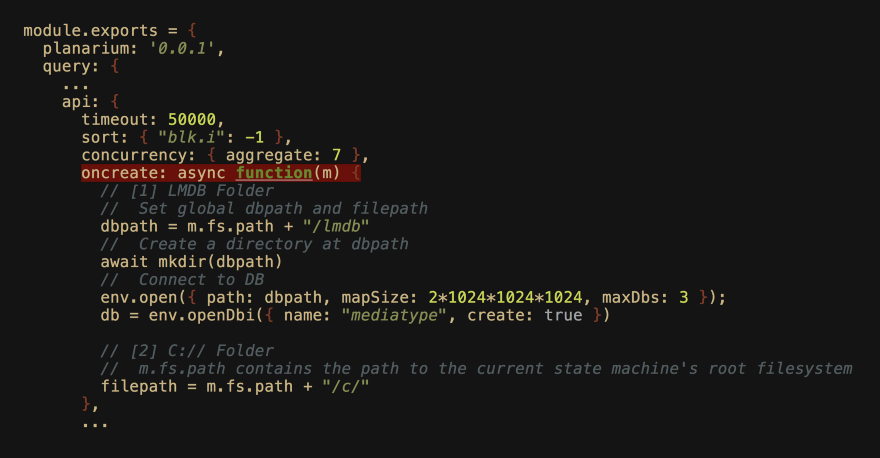 module.exports = {
  planarium: '0.0.1',
  query: {
    ...
    api: {
      timeout: 50000,
      sort: { "blk.i": -1 },
      concurrency: { aggregate: 7 },
      oncreate: async function(m) {
        // [1] LMDB Folder
        //  Set global dbpath and filepath
        dbpath = m.fs.path + "/lmdb"
        //  Create a directory at dbpath
        await mkdir(dbpath)
        //  Connect to DB
        env.open({ path: dbpath, mapSize: 2*1024*1024*1024, maxDbs: 3 });
        db = env.openDbi({ name: "mediatype", create: true })

        // [2] C:// Folder
        //  m.fs.path contains the path to the current state machine's root filesystem
        filepath = m.fs.path + "/c/"
      },
      ...